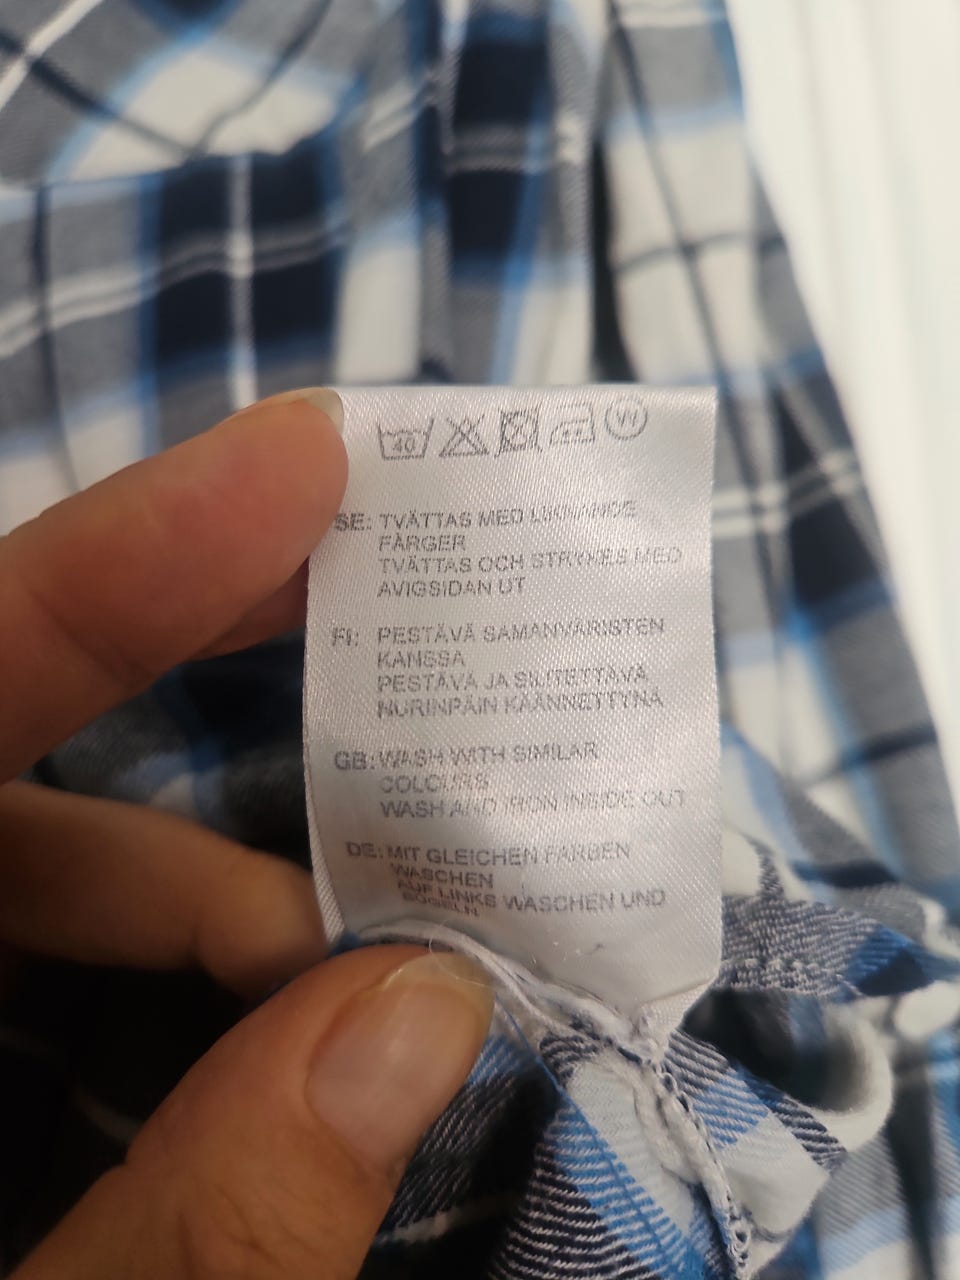 40 W
SE: TVÄTTAS MED LIKNANDE
FÄRGER
TVÄTTAS OCH STRYKES MED
AVIGSIDAN UT
FI: PESTÄVÄ SAMANVÄRISTEN
KANSSA
PESTÄVÄ JA SILITETTÄVÄ
NURINPÄIN KÄÄNNETTYNÄ
GB: WASH WITH SIMILAR
COLOURS
WASH AND IRON INSIDE OUT
DE: MIT GLEICHEN FARBEN
WASCHEN
AUF LINKS WASCHEN UND
BÜGELN